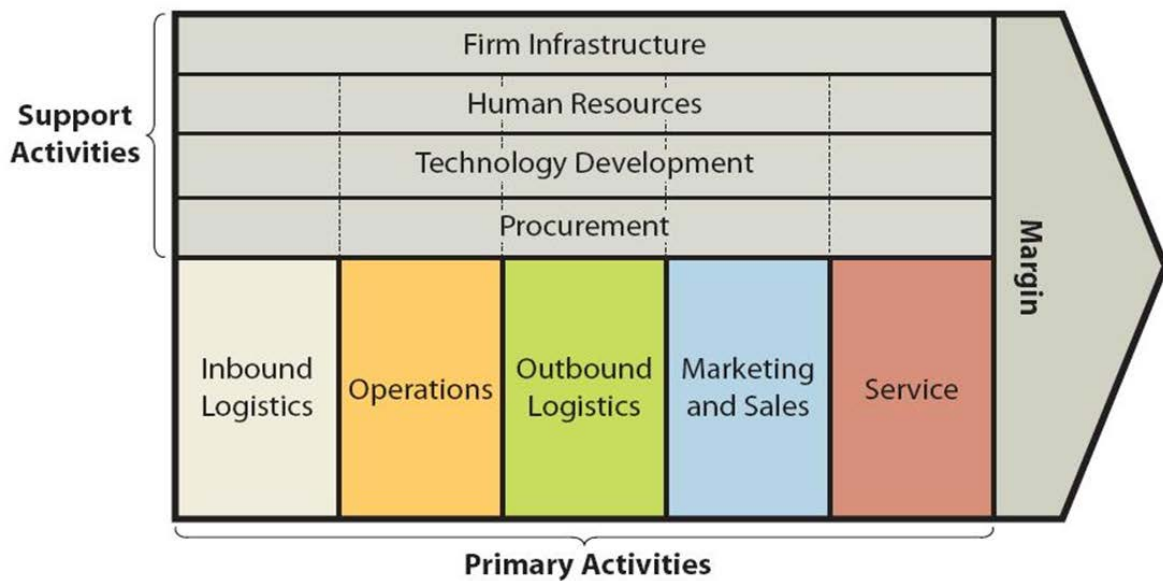 Firm Infrastructure
Human Resources
Technology Development
Procurement
Support
Activities
Margin
Inbound
Logistics
Operations
Outbound
Logistics
Marketing
and Sales
Service
Primary Activities